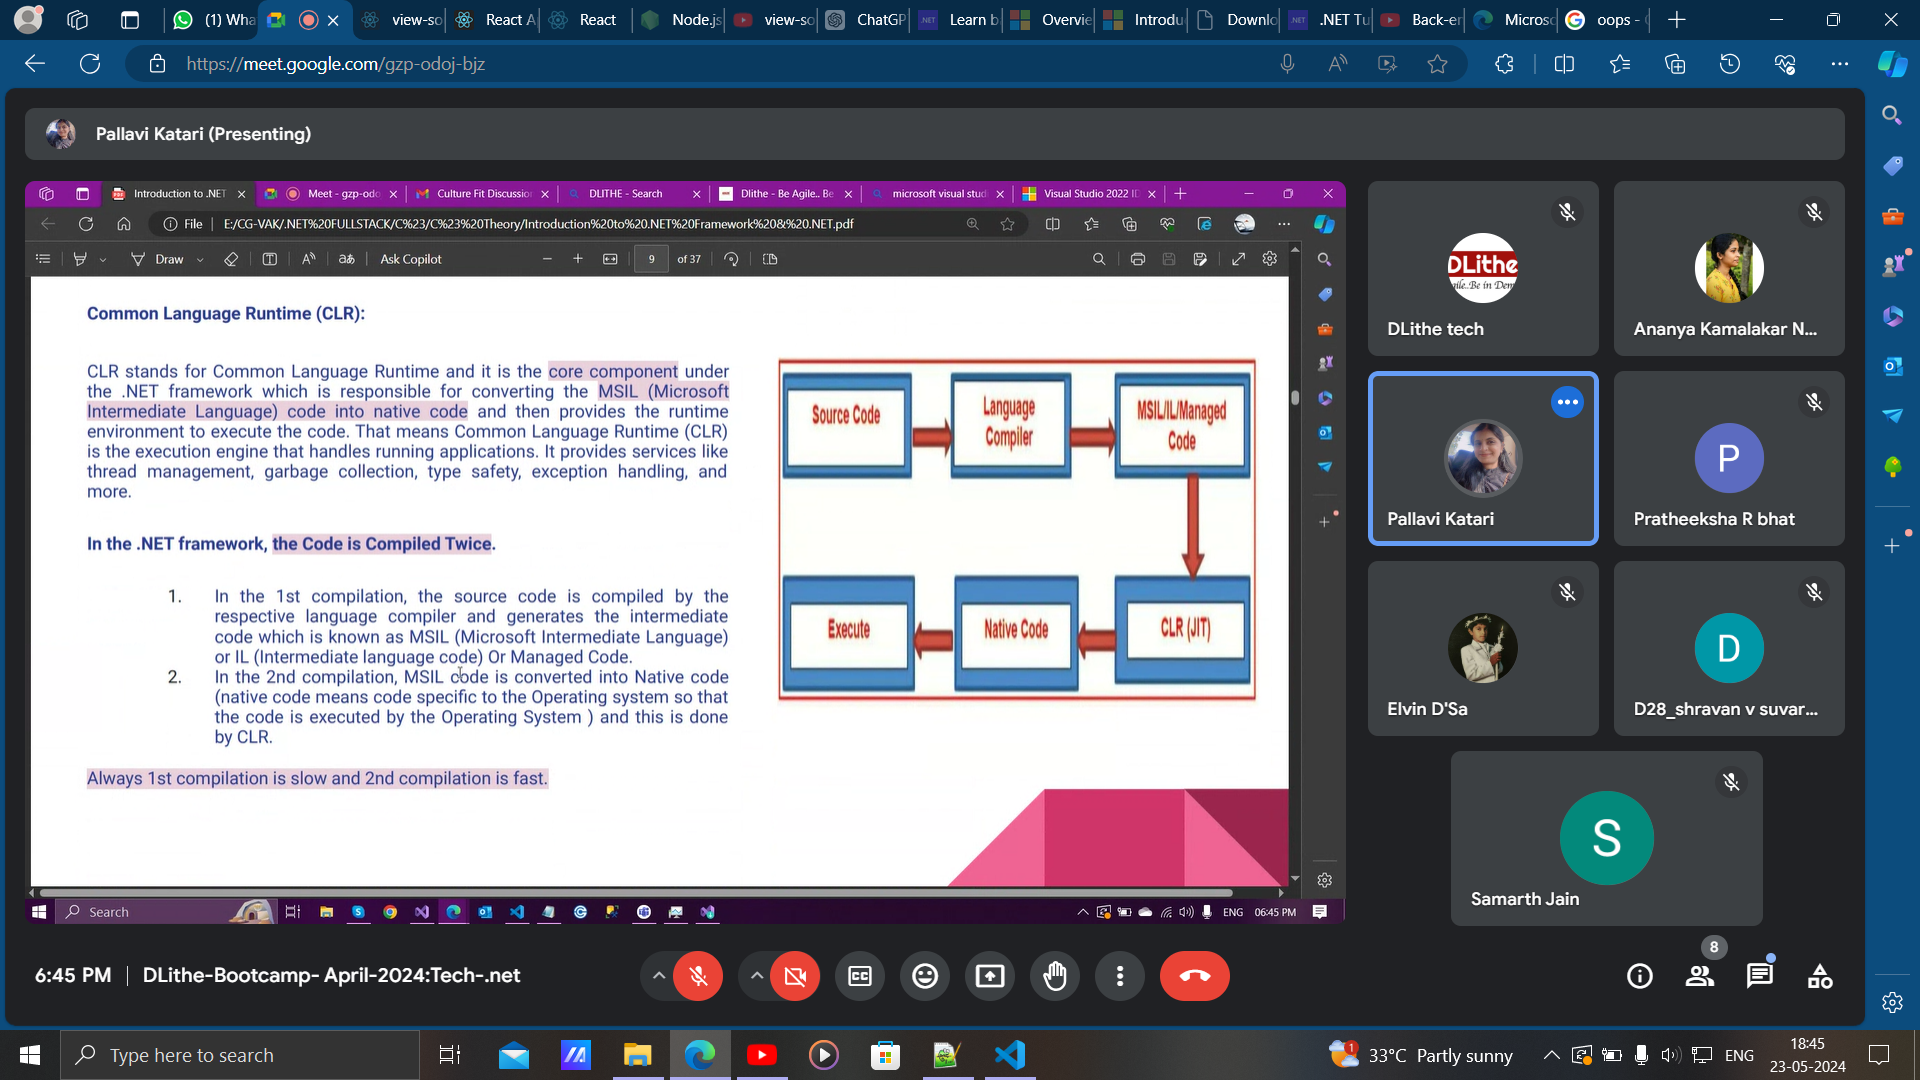 (1) Wha
view-so
React A
React
Node.js
view-so
ChatGP
Learn b
Overvie
Introdu
Downlo
.NET Tu
Back-er
Microso
oops -
https://meet.google.com/gzp-odoj-bjz
Pallavi Katari (Presenting)
Introduction to .NET
Meet - gzp-odo
Culture Fit Discussion
DLITHE - Search
Dlithe - Be Agile.. Be
microsoft visual studi
Visual Studio 2022 ID
File
E:/CG-VAK/.NET%20FULLSTACK/C%23/C%23%20Theory/Introduction%20to%20.NET%20Framework%20&%20.NET.pdf
Draw
Ask Copilot
9
of 37
Common Language Runtime (CLR):
CLR stands for Common Language Runtime and it is the core component under
the .NET framework which is responsible for converting the MSIL (Microsoft
Intermediate Language) code into native code and then provides the runtime
environment to execute the code. That means Common Language Runtime (CLR)
is the execution engine that handles running applications. It provides services like
thread management, garbage collection, type safety, exception handling, and
more.
In the .NET framework, the Code is Compiled Twice.
1. In the 1st compilation, the source code is compiled by the
respective language compiler and generates the intermediate
code which is known as MSIL (Microsoft Intermediate Language)
or IL (Intermediate language code) Or Managed Code.
2. In the 2nd compilation, MSIL code is converted into Native code
(native code means code specific to the Operating system so that
the code is executed by the Operating System ) and this is done
by CLR.
Always 1st compilation is slow and 2nd compilation is fast.
Source Code
Language
Compiler
MSIL/IL/Managed
Code
Execute
Native Code
CLR (JIT)
Search
ENG
06:45 PM
DLithe
ile..Be in Dem
DLithe tech
Ananya Kamalakar N...
Pallavi Katari
P
Pratheeksha R bhat
Elvin D'Sa
D
D28_shravan v suvar...
S
Samarth Jain
6:45 PM
DLithe-Bootcamp- April-2024:Tech-.net
8
Type here to search
1
33°C Partly sunny
ENG
18:45
23-05-2024